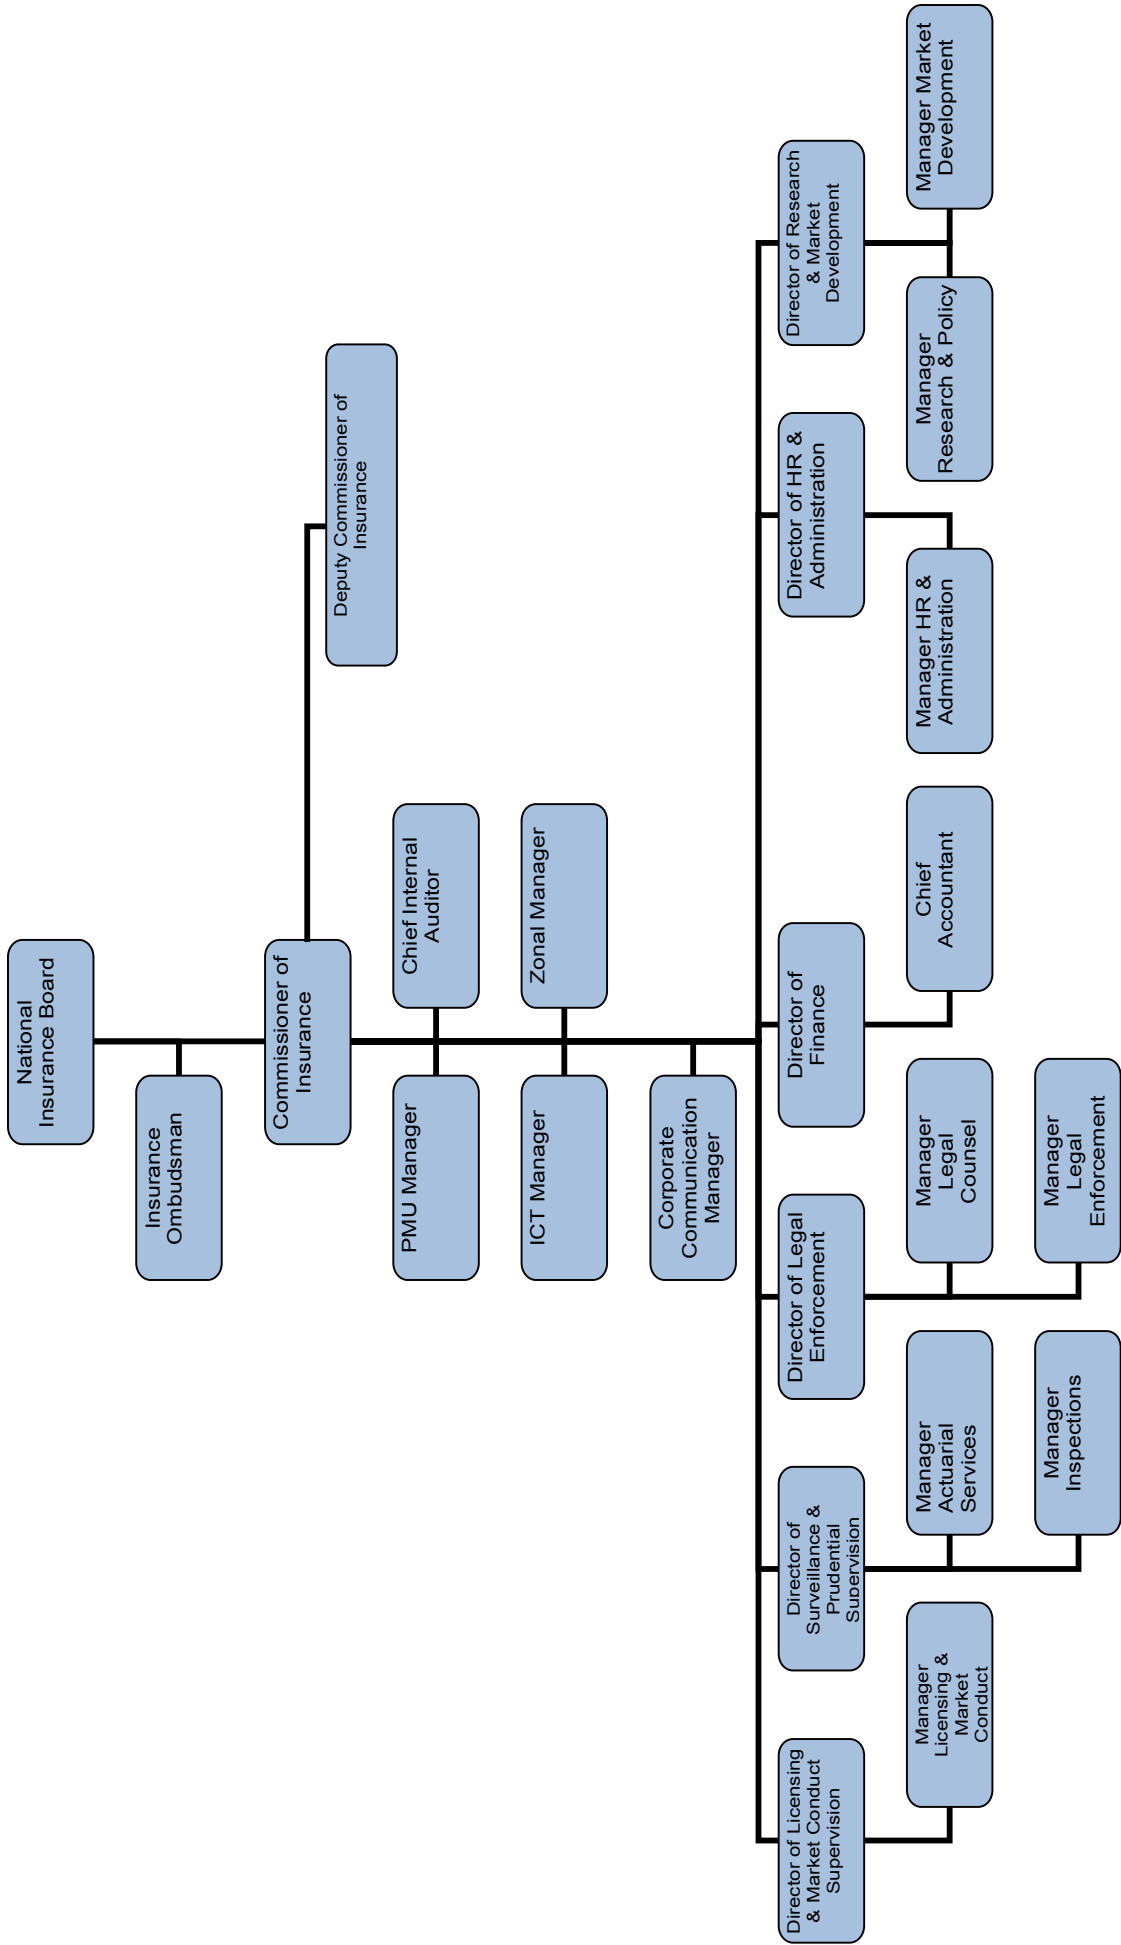 National
Insurance Board
Insurance
Ombudsman
Commissioner of
Insurance
Deputy Commissioner of
Insurance
PMU Manager
Chief Internal
Auditor
ICT Manager
Zonal Manager
Corporate
Communication
Manager
Director of Licensing
& Market Conduct
Supervision
Director of
Surveillance &
Prudential
Supervision
Director of Legal
Enforcement
Director of
Finance
Director of HR &
Administration
Director of Research
& Market
Development
Manager
Licensing &
Market
Conduct
Manager
Actuarial
Services
Manager
Legal
Counsel
Chief
Accountant
Manager HR &
Administration
Manager
Research & Policy
Manager Market
Development
Manager
Inspections
Manager
Legal
Enforcement